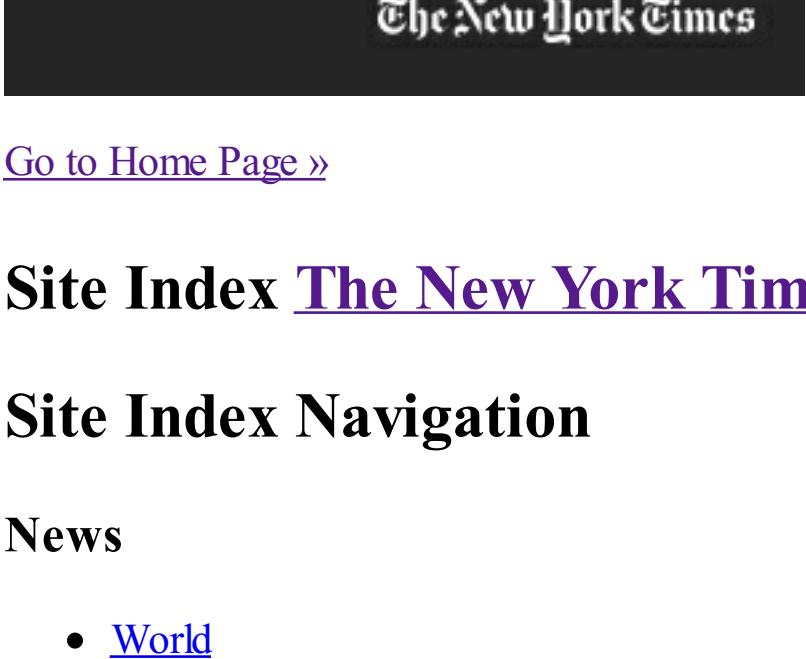 The New York Times
Go to Home Page »
Site Index The New York Tim
Site Index Navigation
News
World